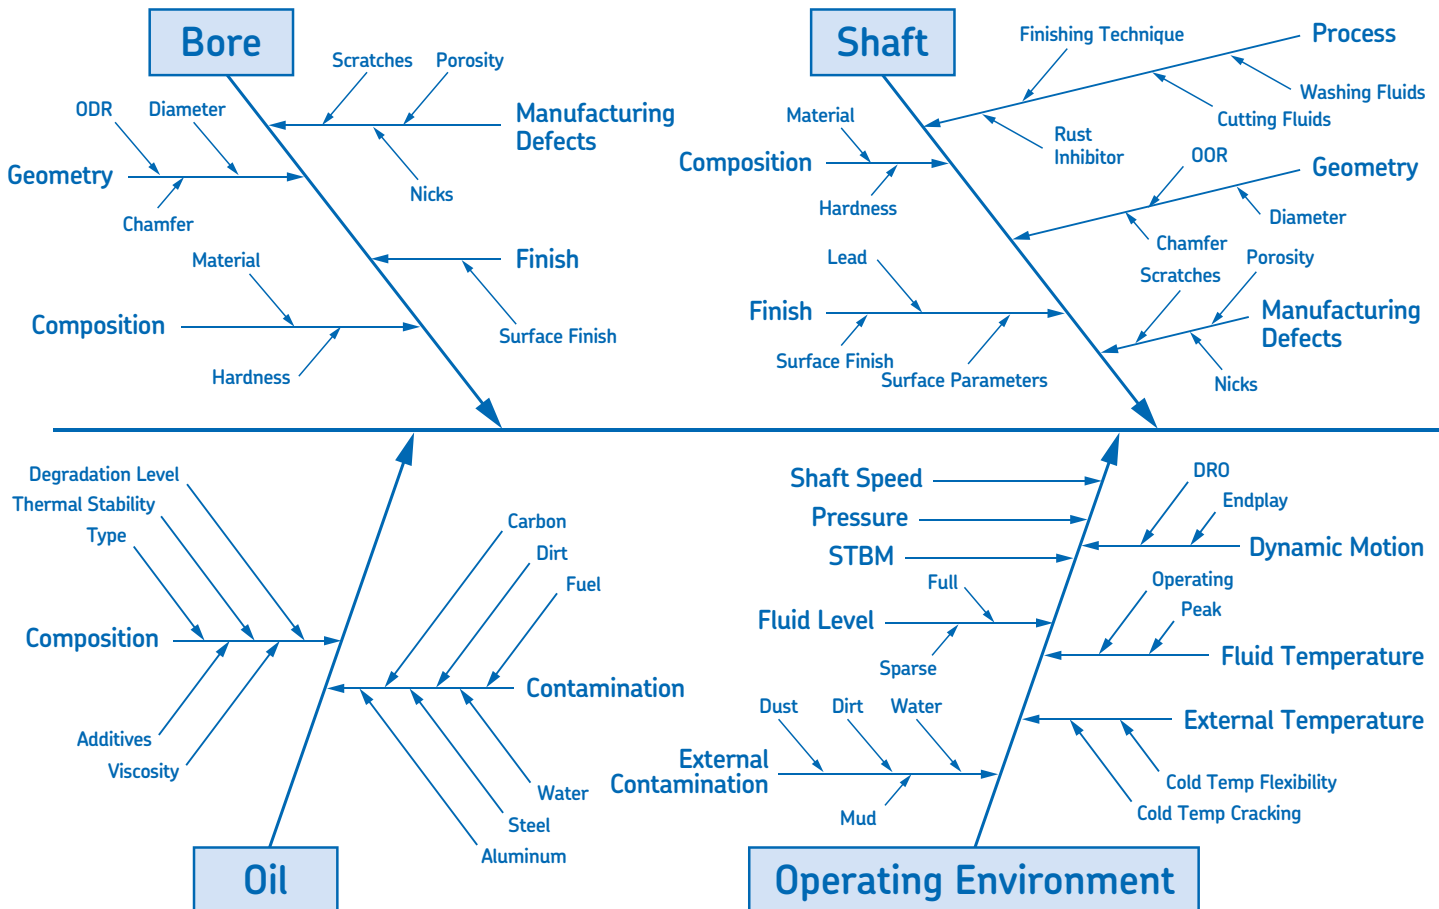 Bore
Scratches
Porosity
ODR
Diameter
Manufacturing
Defects
Geometry
Chamfer
Nicks
Material
Finish
Composition
Surface Finish
Hardness
Shaft
Finishing Technique
Process
Washing Fluids
Cutting Fluids
Material
Rust
Inhibitor
Composition
OOR
Geometry
Hardness
Diameter
Chamfer
Lead
Porosity
Scratches
Finish
Manufacturing
Defects
Surface Finish
Surface Parameters
Nicks
Degradation Level
Thermal Stability
Type
Carbon
Dirt
Fuel
Composition
Contamination
Additives
Viscosity
Water
Steel
Aluminum
Oil
Shaft Speed
DRO
Endplay
Pressure
Dynamic Motion
STBM
Full
Operating
Peak
Fluid Level
Fluid Temperature
Sparse
Dust
Dirt
Water
External Temperature
External
Contamination
Cold Temp Flexibility
Cold Temp Cracking
Mud
Operating Environment